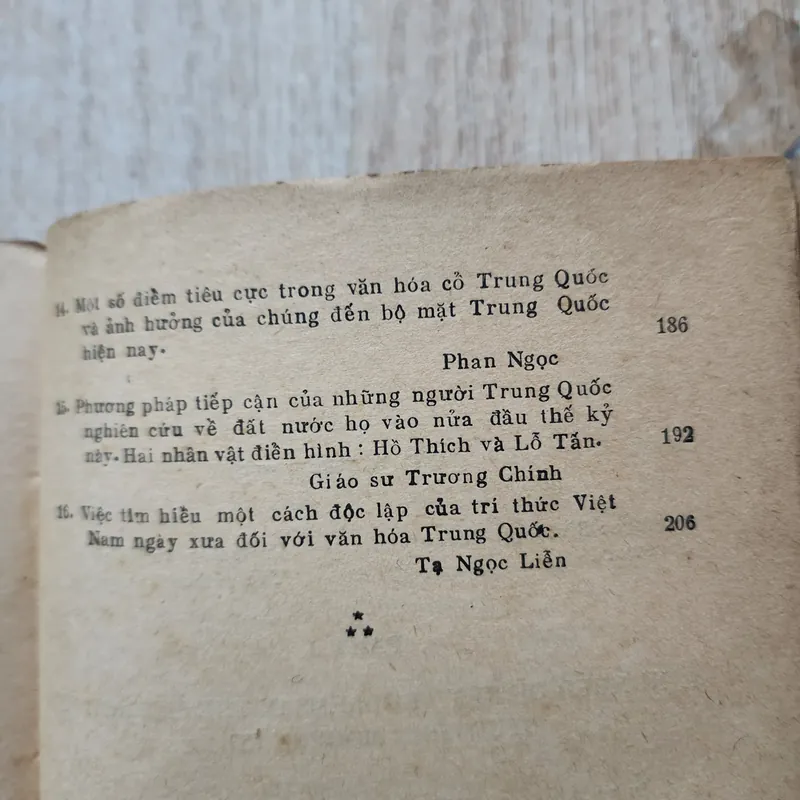 14. Một số điểm tiêu cực trong văn hóa cổ Trung Quốc
và ảnh hưởng của chúng đến bộ mặt Trung Quốc
hiện nay. 186
Phan Ngọc
15. Phương pháp tiếp cận của những người Trung Quốc
nghiên cứu về đất nước họ vào nửa đầu thế kỷ
này. Hai nhân vật điển hình : Hồ Thích và Lỗ Tấn. 192
Giáo sư Trương Chính
16. Việc tìm hiểu một cách độc lập của trí thức Việt
Nam ngày xưa đối với văn hóa Trung Quốc. 206
Tạ Ngọc Liễn